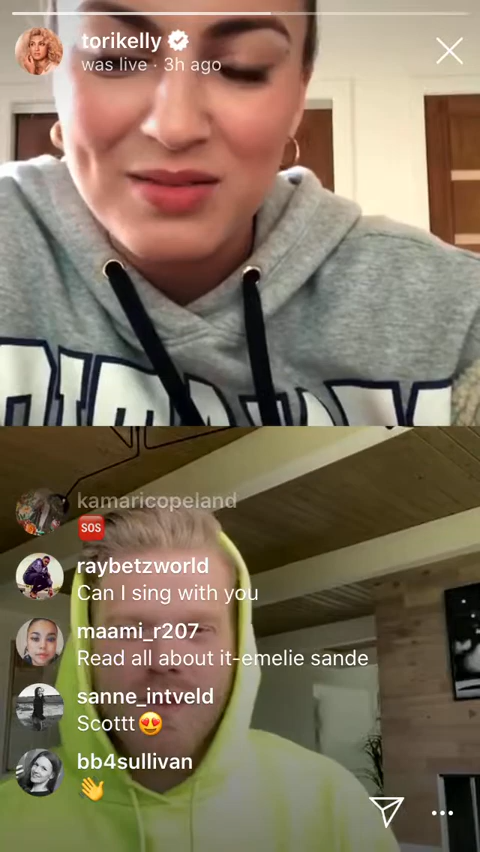 torikelly
was live · 3h ago
kamaricopeland
🆘
raybetzworld
Can I sing with you
maami_r207
Read all about it-emelie sande
sanne_intveld
Scottt😍
bb4sullivan
👋